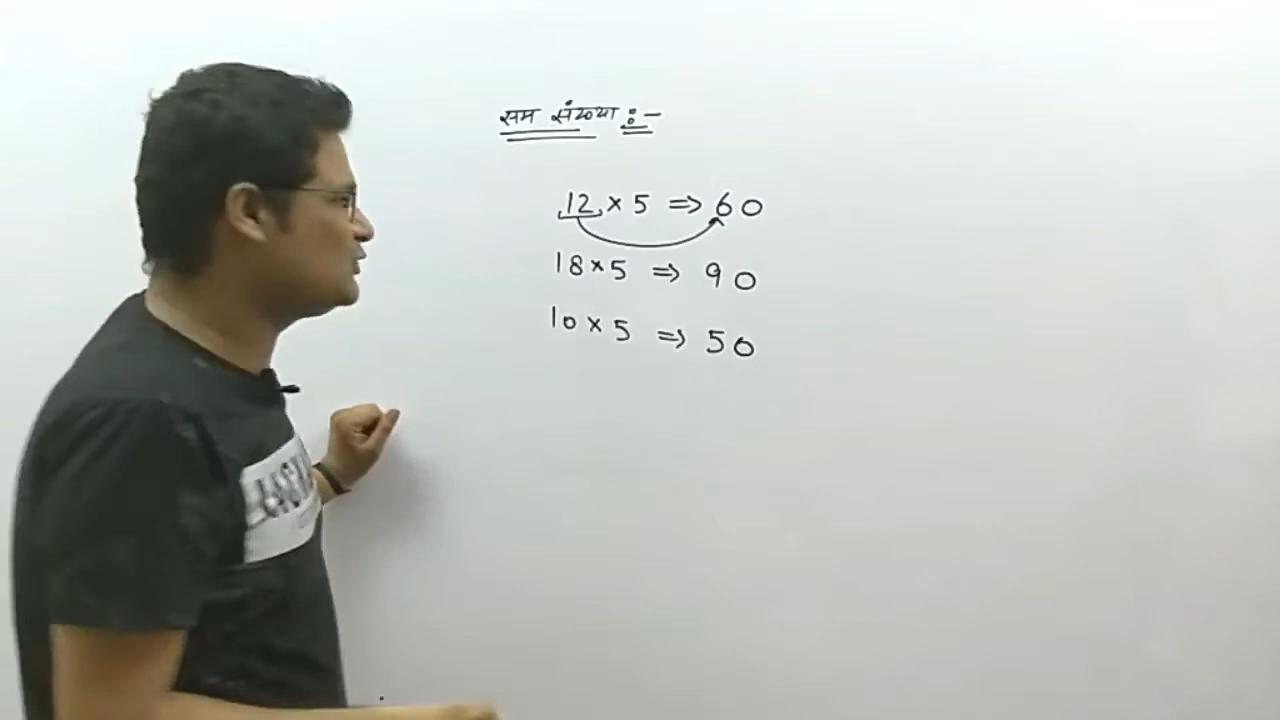 सम संख्या :-
12 × 5 ⇒ 60
18 × 5 ⇒ 90
10 × 5 ⇒ 50